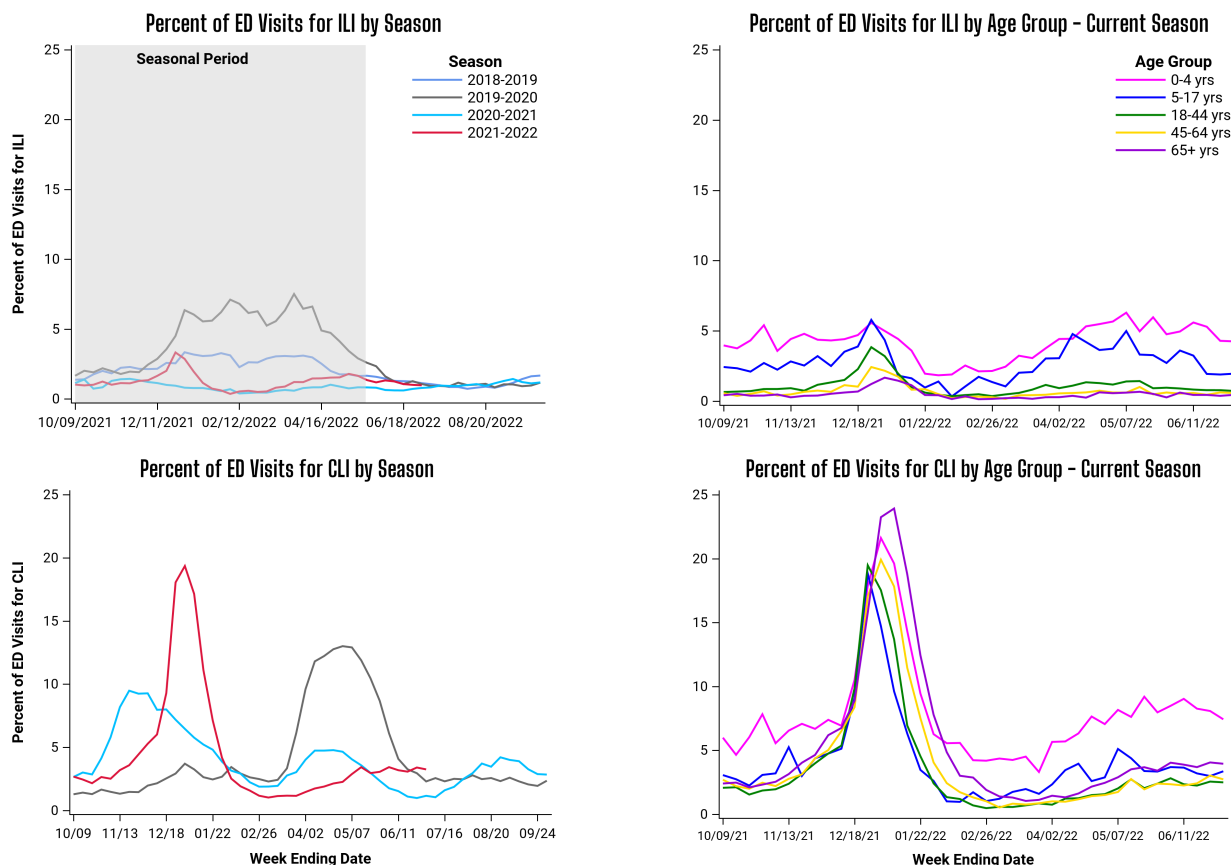 Percent of ED Visits for ILI by Season
25
20
15
10
5
0
Percent of ED Visits for ILI
Seasonal Period
Season
2018-2019
2019-2020
2020-2021
2021-2022
10/09/2021 12/11/2021 02/12/2022 04/16/2022 06/18/2022 08/20/2022
Percent of ED Visits for ILI by Age Group - Current Season
25
20
15
10
5
0
Age Group
0-4 yrs
5-17 yrs
18-44 yrs
45-64 yrs
65+ yrs
10/09/21 11/13/21 12/18/21 01/22/22 02/26/22 04/02/22 05/07/22 06/11/22
Percent of ED Visits for CLI by Season
25
20
15
10
5
0
Percent of ED Visits for CLI
10/09 11/13 12/18 01/22 02/26 04/02 05/07 06/11 07/16 08/20 09/24
Week Ending Date
Percent of ED Visits for CLI by Age Group - Current Season
25
20
15
10
5
0
10/09/21 11/13/21 12/18/21 01/22/22 02/26/22 04/02/22 05/07/22 06/11/22
Week Ending Date